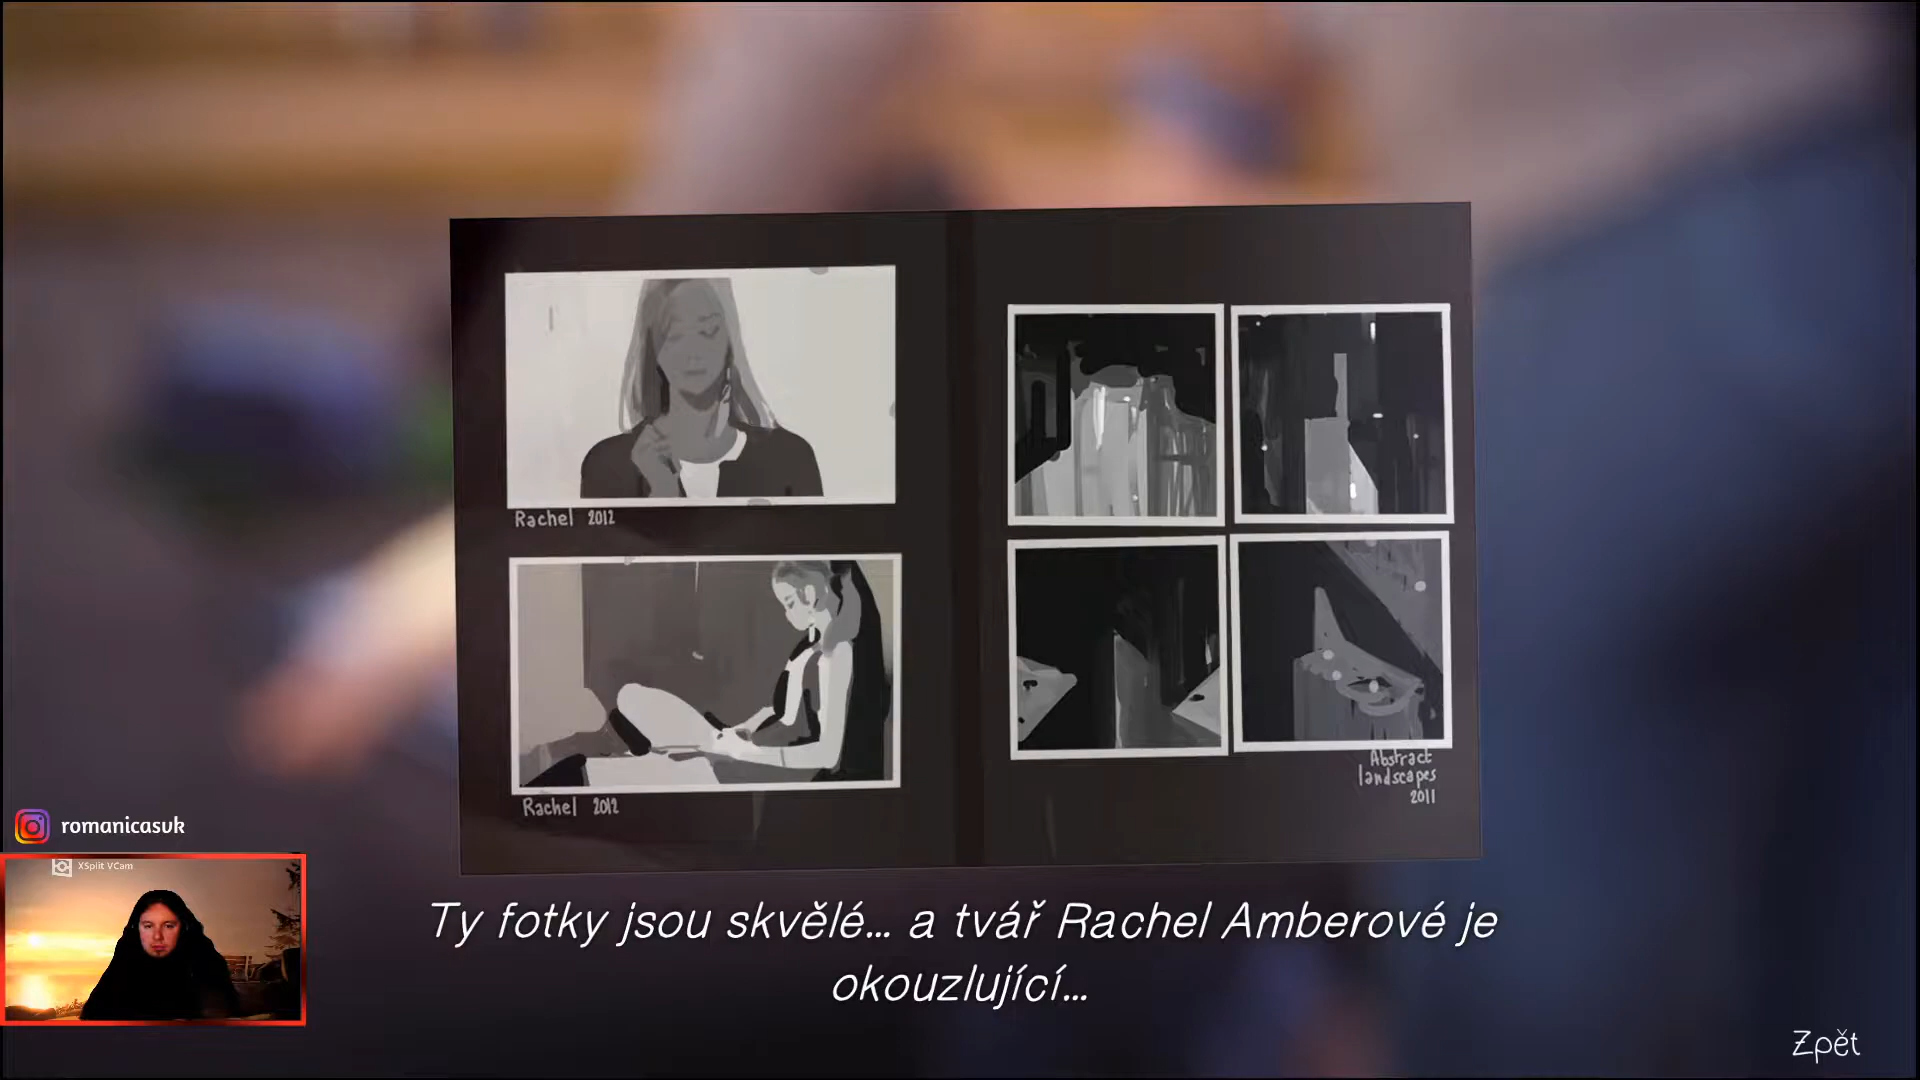 Rachel 2012
Rachel 2012
Abstract
landscapes
2011
romanicasuk
XSplit VCam
Ty fotky jsou skvělé... a tvář Rachel Amberové je
okouzlující...
Zpět